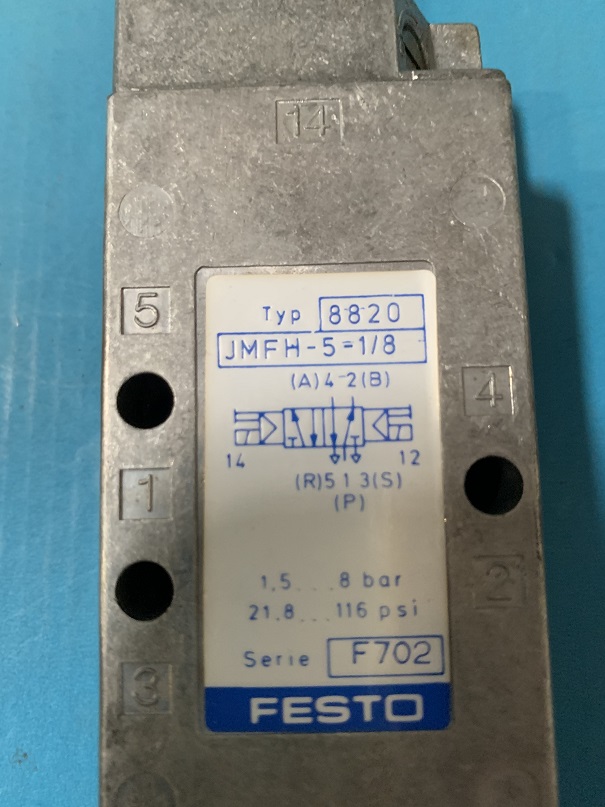 14
5
4
1
2
3
Typ 8820
JMFH-5-1/8
(A)4-2(B)
14 12
(R)5 1 3(S)
(P)
1,5...8 bar
21.8...116 psi
Serie F702
FESTO